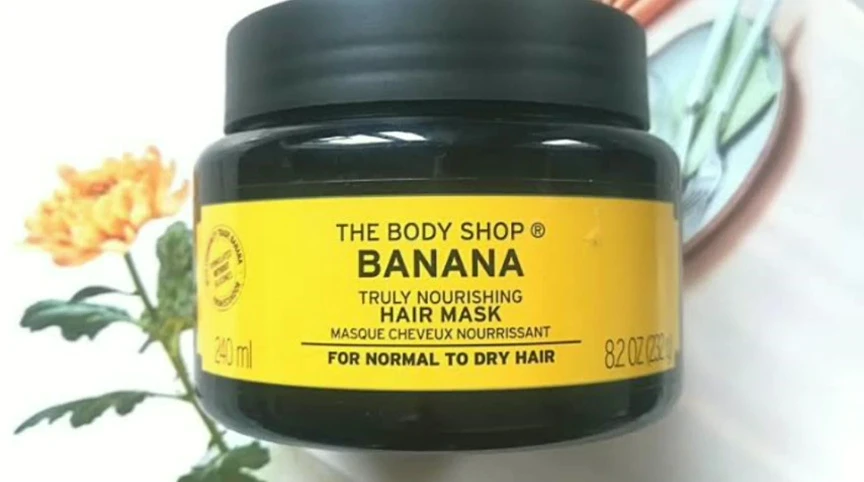 THE BODY SHOP ®
BANANA
TRULY NOURISHING
HAIR MASK
MASQUE CHEVEUX NOURRISSANT
FOR NORMAL TO DRY HAIR
240 ml
8.2 OZ (232 g)